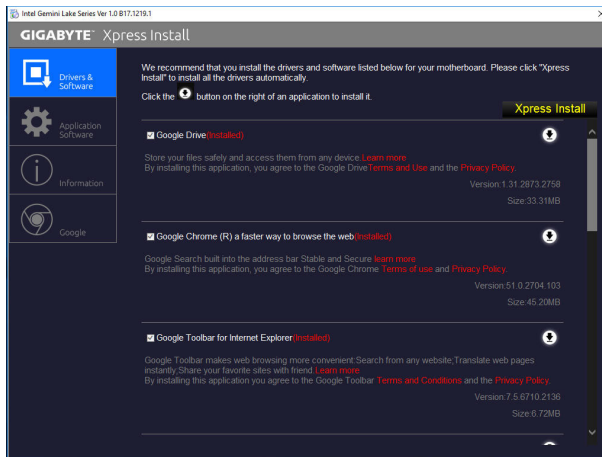 Intel Gemini Lake Series Ver 1.0 B17.1219.1
GIGABYTE™ Xpress Install
Drivers &
Software
Application
Software
Information
Google
We recommend that you install the drivers and software listed below for your motherboard. Please click "Xpress
Install" to install all the drivers automatically.
Click the button on the right of an application to install it.
Xpress Install
Google Drive(Installed)
Store your files safely and access them from any device.Learn more
By installing this application, you agree to the Google DriveTerms and Use and the Privacy Policy.
Version:1.31.2873.2758
Size:33.31MB
Google Chrome (R) a faster way to browse the web(Installed)
Google Search built into the address bar Stable and Secure learn more
By installing this application, you agree to the Google Chrome Terms of use and Privacy Policy.
Version:51.0.2704.103
Size:45.20MB
Google Toolbar for Internet Explorer(Installed)
Google Toolbar makes web browsing more convenient:Search from any website;Translate web pages
instantly;Share your favorite sites with friend.Learn more
By installing this application you agree to the Google Toolbar Terms and Conditions and the Privacy Policy.
Version:7.5.6710.2136
Size:6.72MB